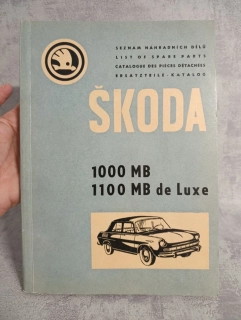 SEZNAM NÁHRADNÍCH DÍLŮ
LIST OF SPARE PARTS
CATALOGUE DES PIÈCES DÉTACHÉES
ERSATZTEILE-KATALOG
ŠKODA
1000 MB
1100 MB de Luxe